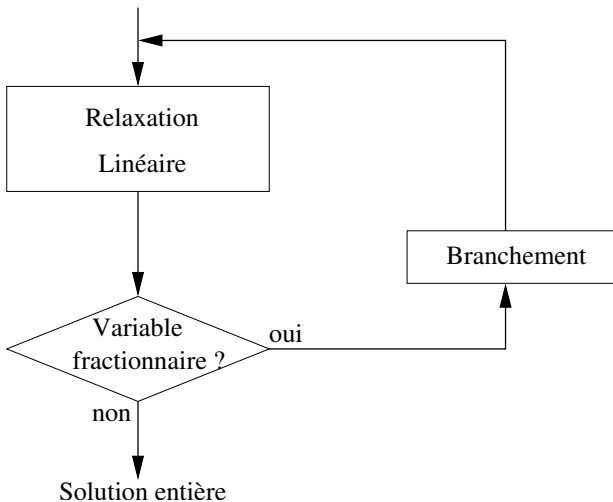 Relaxation
Linéaire
Branchement
Variable
fractionnaire ?
oui
non
Solution entière